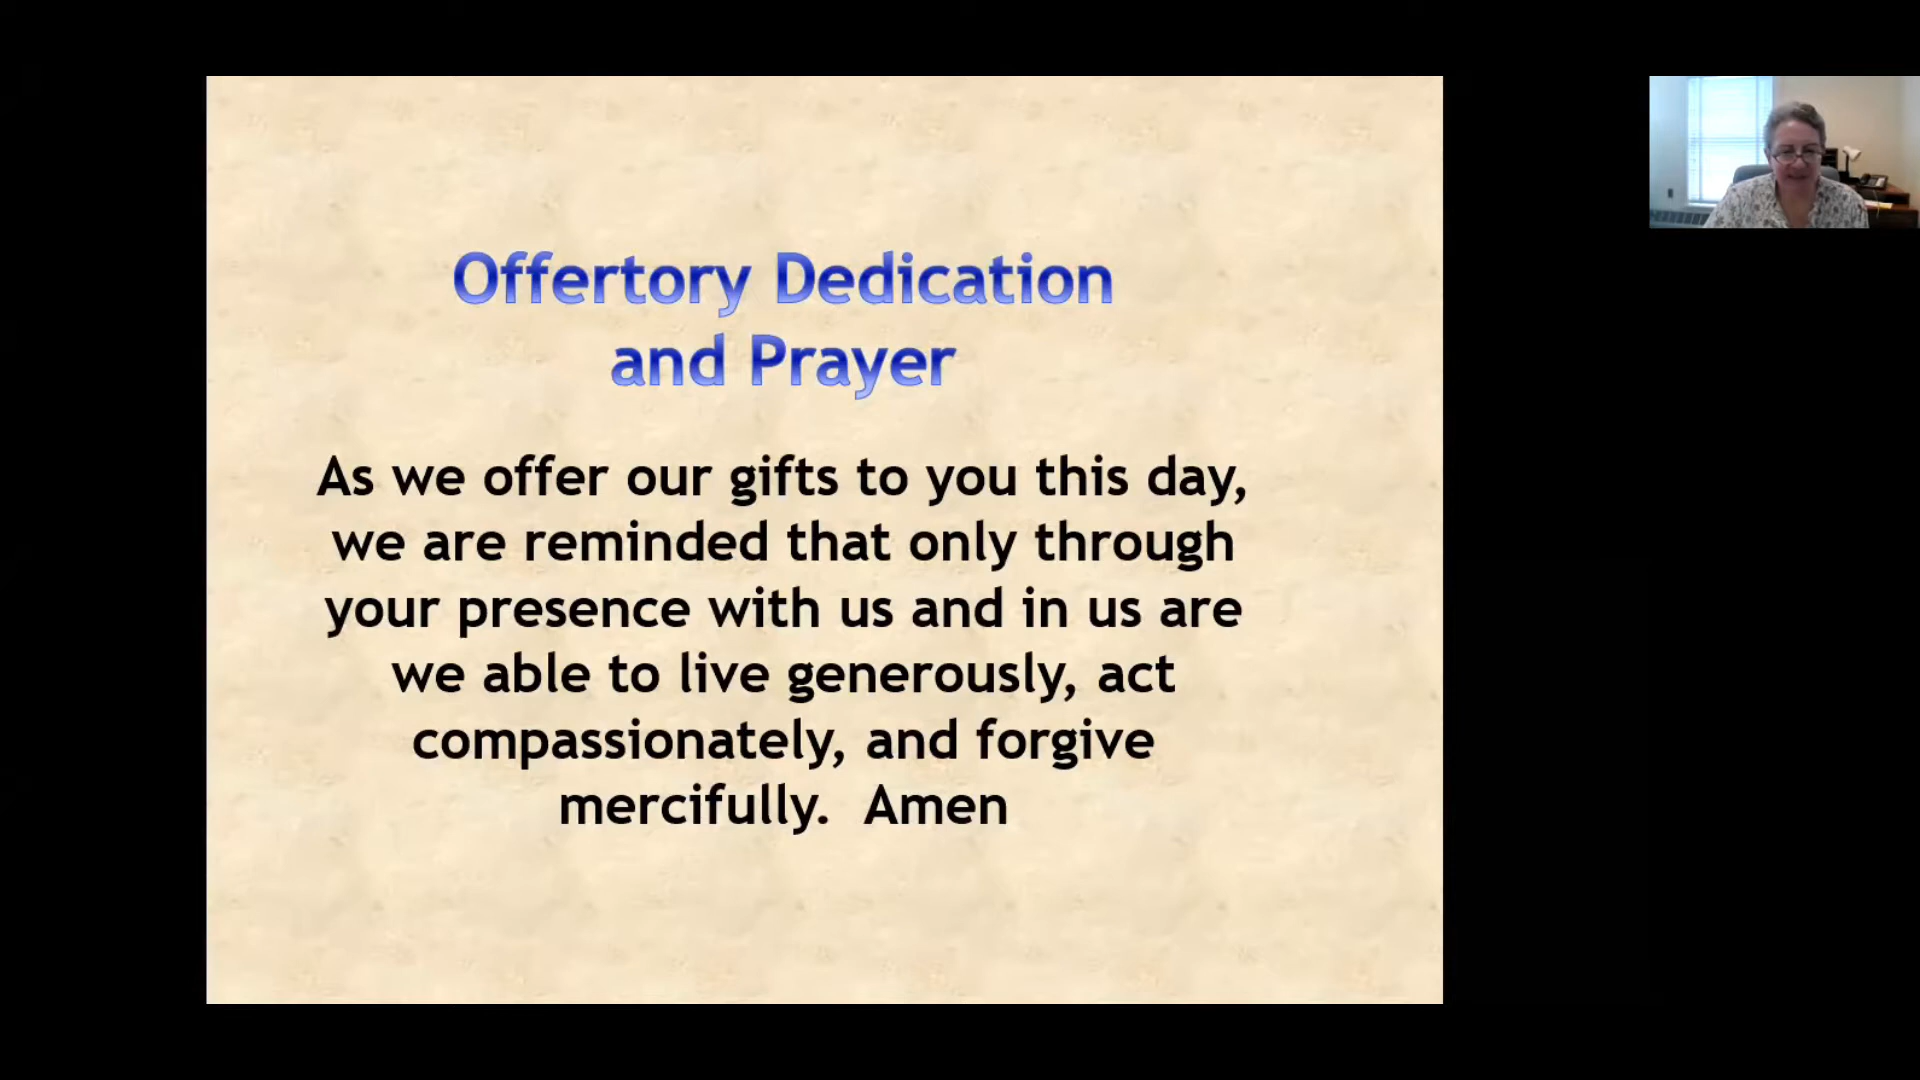 Offertory Dedication
and Prayer
As we offer our gifts to you this day,
we are reminded that only through
your presence with us and in us are
we able to live generously, act
compassionately, and forgive
mercifully.  Amen